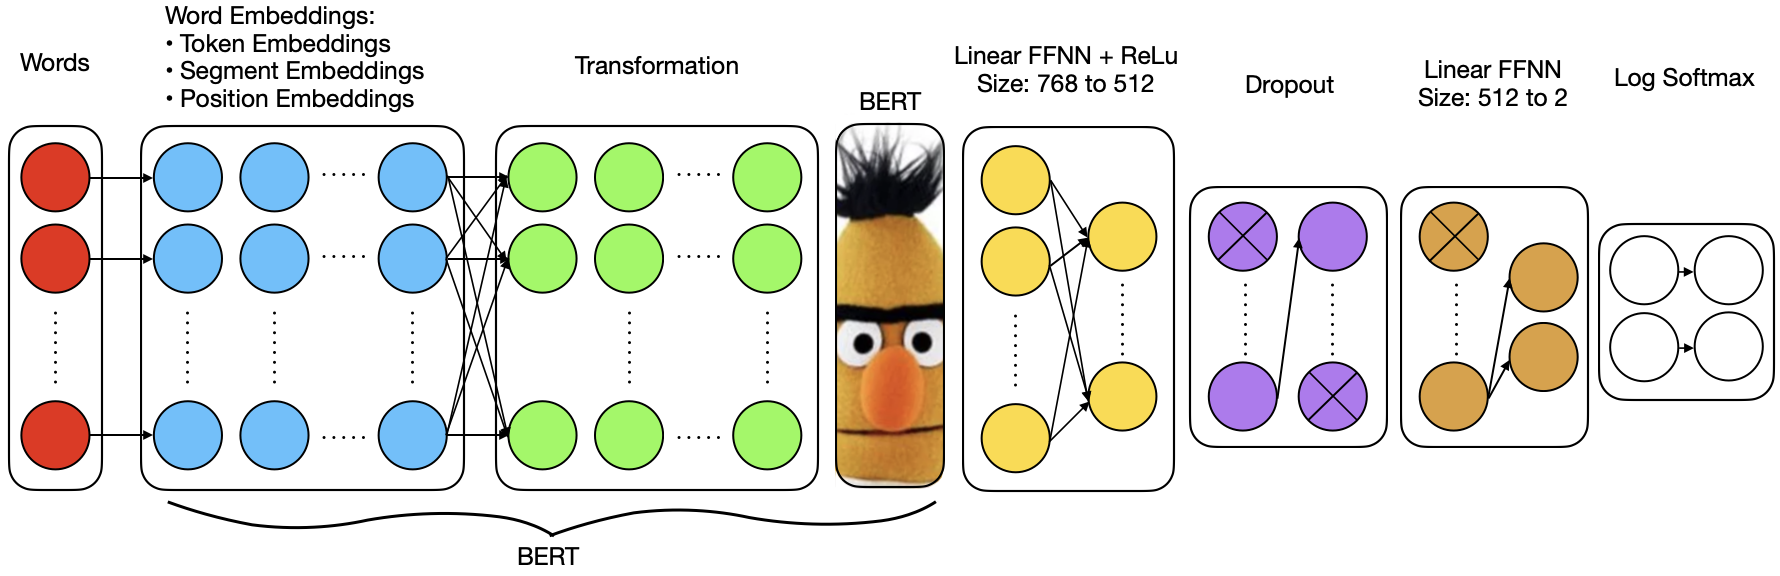 Words
Word Embeddings:
• Token Embeddings
• Segment Embeddings
• Position Embeddings
Transformation
BERT
Linear FFNN + ReLu
Size: 768 to 512
Dropout
Linear FFNN
Size: 512 to 2
Log Softmax
BERT